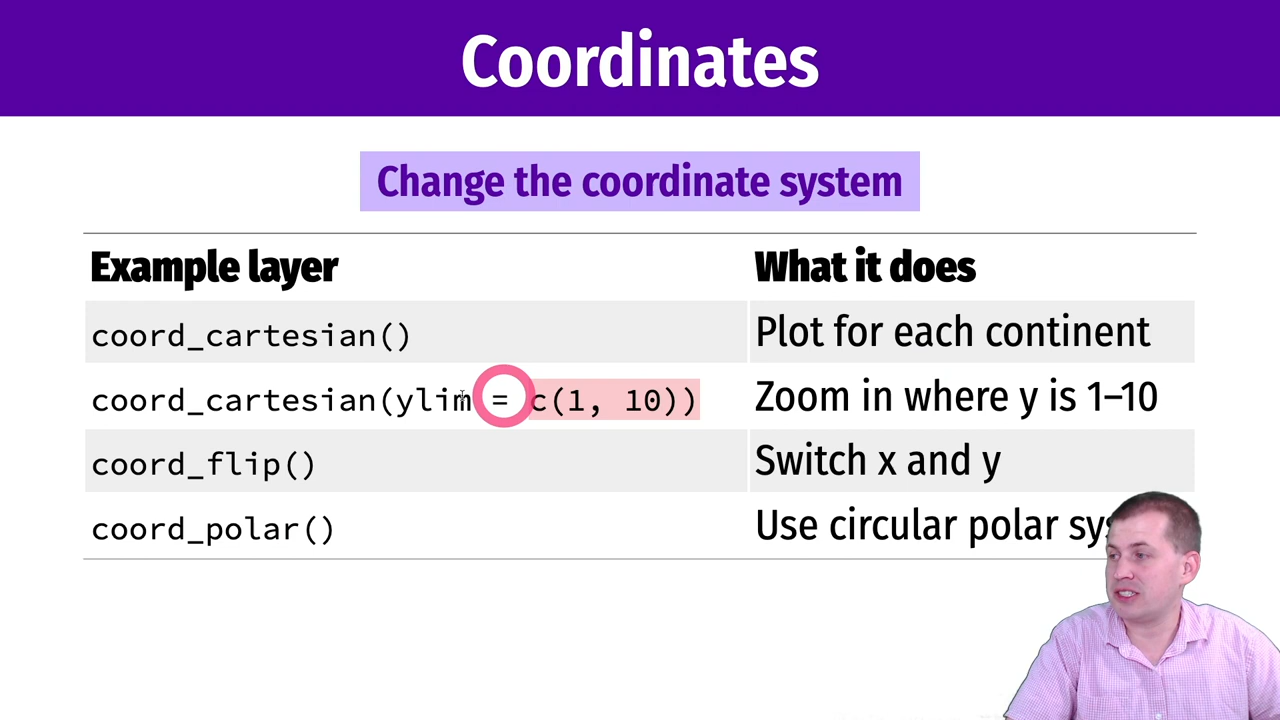 Coordinates
Change the coordinate system
Example layer What it does
coord_cartesian() Plot for each continent
coord_cartesian(ylim = c(1, 10)) Zoom in where y is 1–10
coord_flip() Switch x and y
coord_polar() Use circular polar